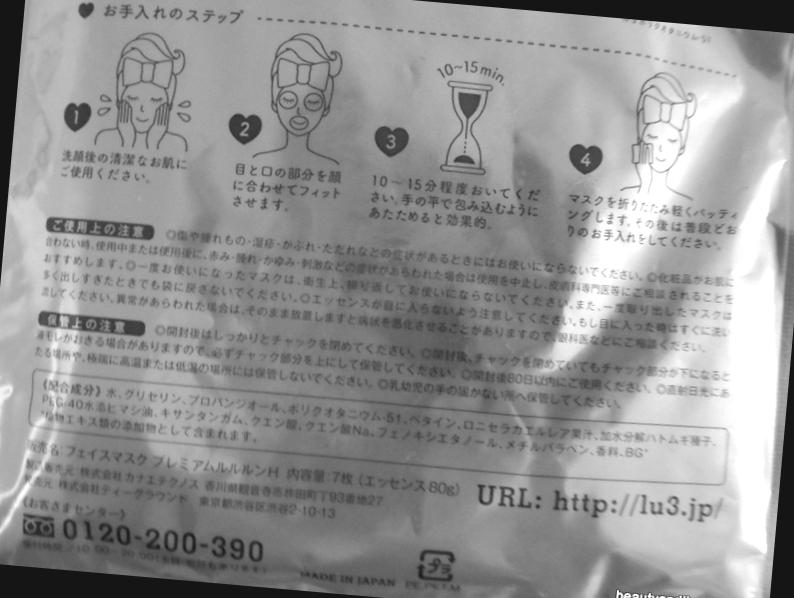 お手入れのステップ
1
洗顔後の清潔なお肌に
ご使用ください。
2
目と口の部分を顔
に合わせてフィット
させます。
10~15min.
3
10~15分程度おいてくだ
さい。手の平で包み込むように
あたためると効果的。
4
マスクを折りたたみ軽くパッティ
ングします。その後は普段どお
りのお手入れをしてください。
ご使用上の注意 ◎傷や腫れもの・湿疹・かぶれ・ただれなどの症状があるときにはお使いにならないでください。◎化粧品がお肌に
合わない時、使用中または使用後に、赤み・腫れ・かゆみ・刺激などの症状があらわれた場合は使用を中止し、皮膚科専門医等にご相談されることを
おすすめします。◎一度お使いになったマスクは、衛生上、繰り返してお使いにならないでください。また、一度取り出したマスクは
多く出しすぎたときでも袋に戻さないでください。◎エッセンスが目に入らないよう注意してください。もし目に入った時はすぐに洗い
流してください。異常があらわれた場合は、そのまま放置しますと病状を悪化させることがありますので、眼科医などにご相談ください。
保管上の注意 ◎開封後はしっかりとチャックを閉めてください。◎開封後、チャックを閉めていてもチャック部分が下になると
液モレがおきる場合がありますので、必ずチャック部分を上にして保管してください。◎開封後80日以内にご使用ください。◎直射日光にあ
たる場所や、極端に高温または低温の場所には保管しないでください。◎乳幼児の手の届かない所へ保管してください。
《配合成分》水、グリセリン、プロパンジオール、ポリクオタニウム-51、ベタイン、ロニセラカエルレア果汁、加水分解ハトムギ種子、
PEG-40水添ヒマシ油、キサンタンガム、クエン酸、クエン酸Na、フェノキシエタノール、メチルパラベン、香料、BG*
*植物エキス類の添加物として含まれます。
販売名:フェイスマスク プレミアムルルルンH 内容量:7枚(エッセンス80g)
製造販売元:株式会社カナエテクノス 香川県観音寺市井田町丁93番地27
発売元:株式会社ティーグラウンド 東京都渋谷区渋谷2-10-13
URL: http://lu3.jp/
《お客さまセンター》
0120-200-390
MADE IN JAPAN
プラ
PE,PET,M